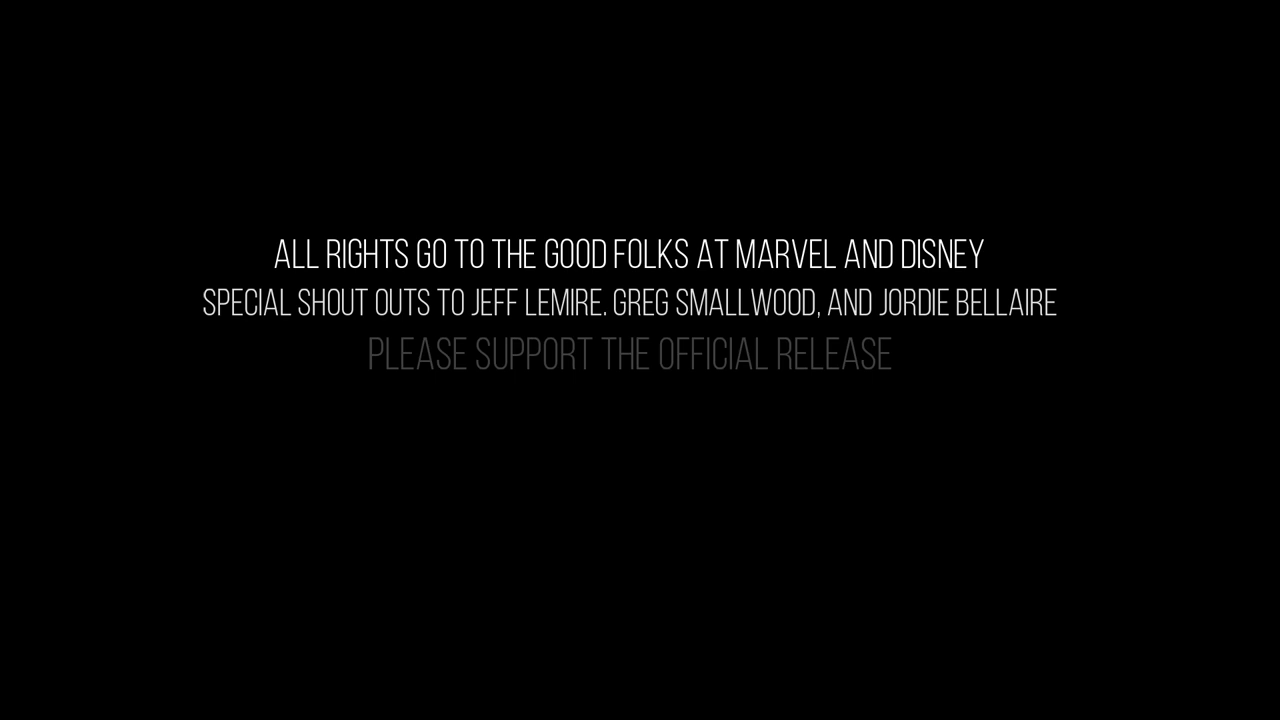 ALL RIGHTS GO TO THE GOOD FOLKS AT MARVEL AND DISNEY
SPECIAL SHOUT OUTS TO JEFF LEMIRE. GREG SMALLWOOD, AND JORDIE BELLAIRE
PLEASE SUPPORT THE OFFICIAL RELEASE